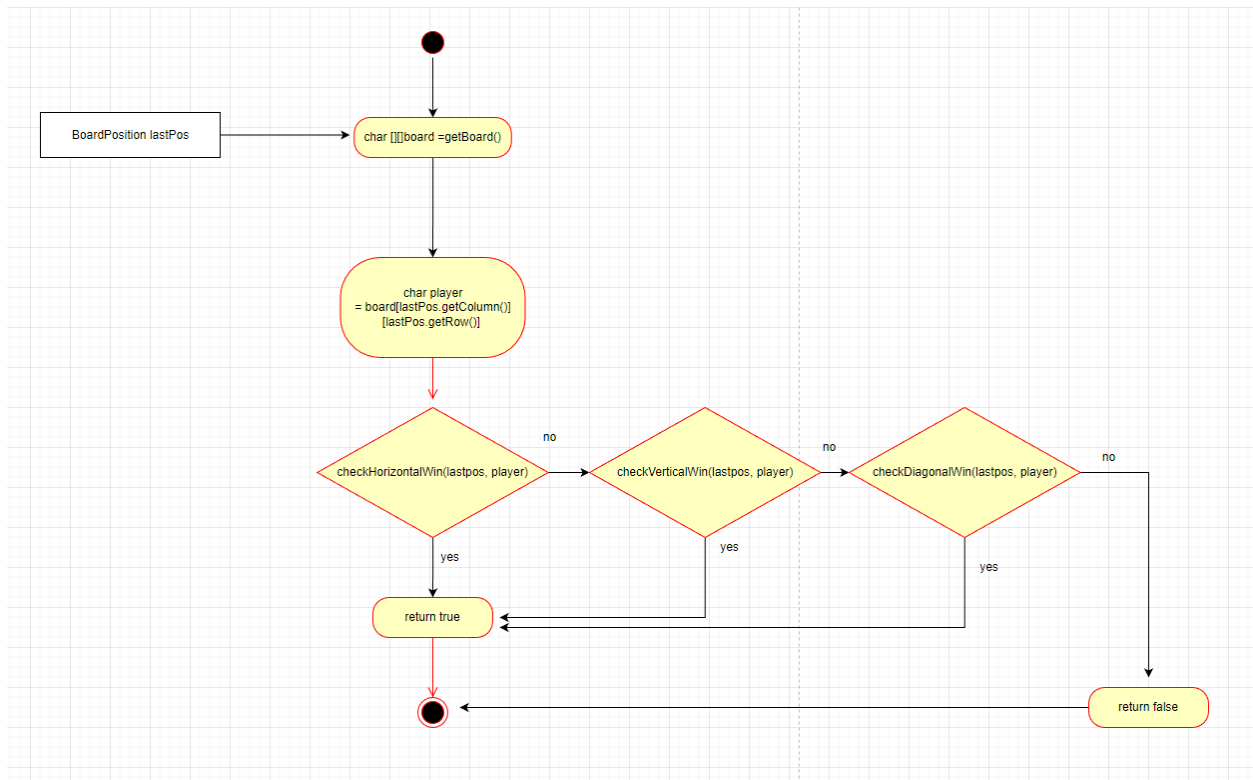 BoardPosition lastPos
char [][]board =getBoard()
char player
= board[lastPos.getColumn()]
[lastPos.getRow()]
checkHorizontalWin(lastpos, player)
no
checkVerticalWin(lastpos, player)
no
checkDiagonalWin(lastpos, player)
no
yes
yes
yes
return true
return false